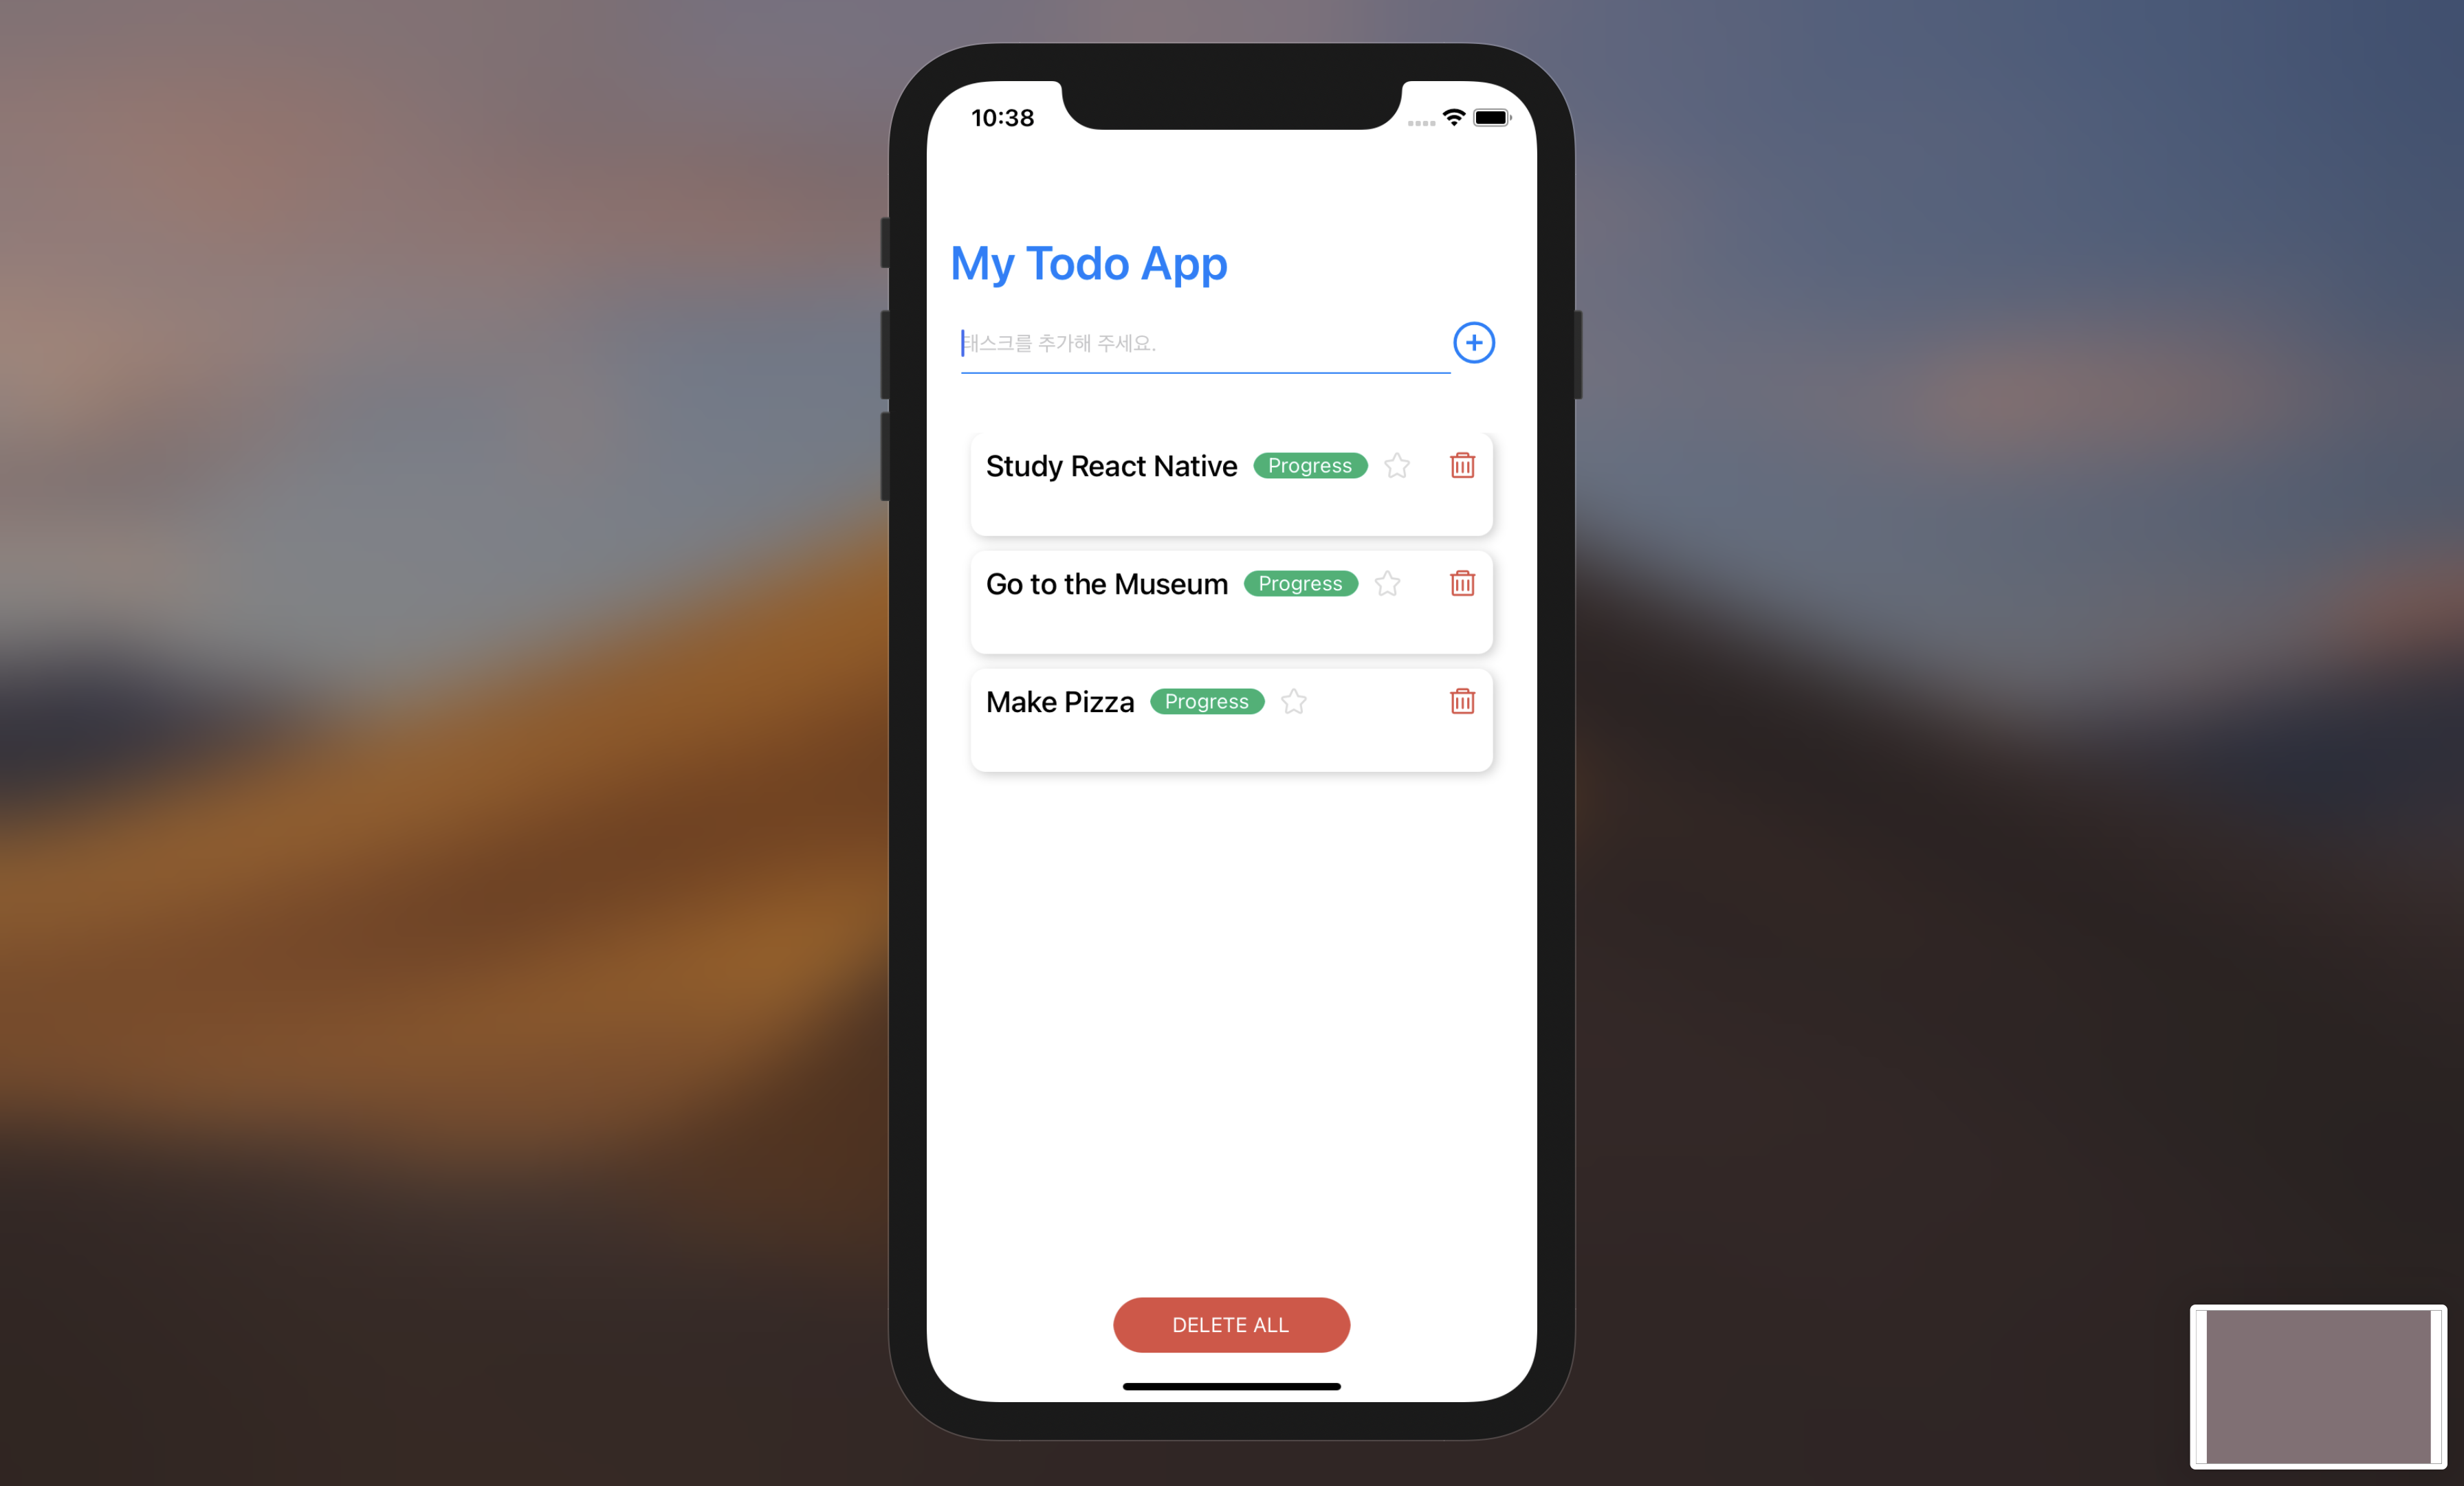 10:38
My Todo App
태스크를 추가해 주세요.
Study React Native Progress
Go to the Museum Progress
Make Pizza Progress
DELETE ALL